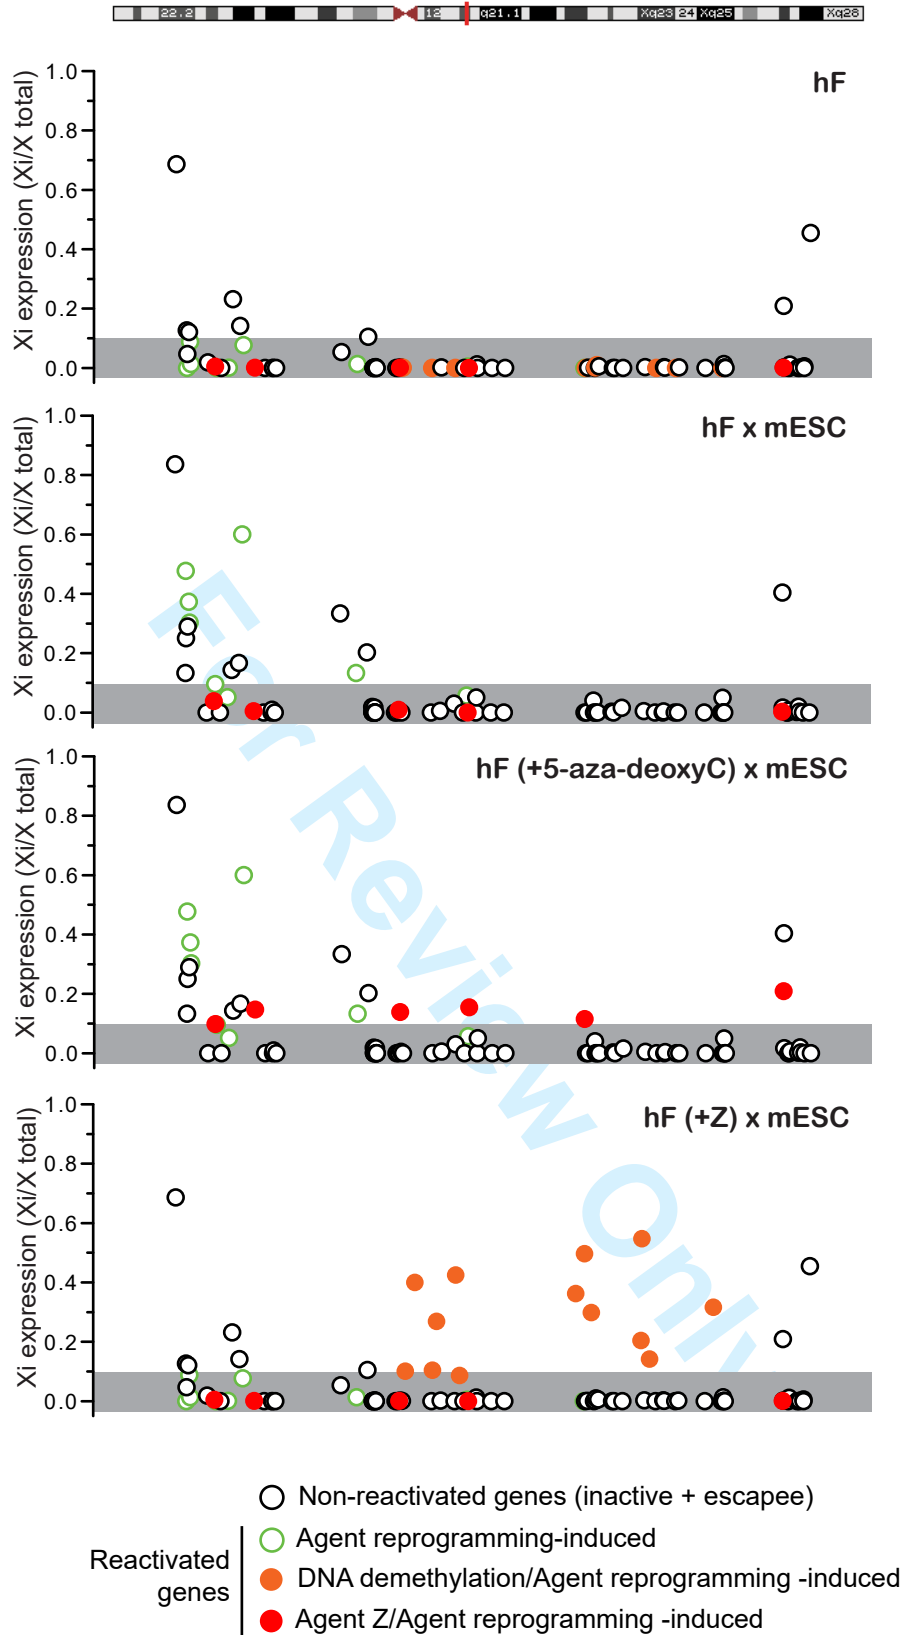 22.2 12 q21.1 Xq23 24 Xq25 Xq28
hF
Xi expression (Xi/X total)
1.0
0.8
0.6
0.4
0.2
0.0
hF x mESC
Xi expression (Xi/X total)
1.0
0.8
0.6
0.4
0.2
0.0
hF (+5-aza-deoxyC) x mESC
Xi expression (Xi/X total)
1.0
0.8
0.6
0.4
0.2
0.0
hF (+Z) x mESC
Xi expression (Xi/X total)
1.0
0.8
0.6
0.4
0.2
0.0
For Review Only
Non-reactivated genes (inactive + escapee)
Reactivated
genes
Agent reprogramming-induced
DNA demethylation/Agent reprogramming -induced
Agent Z/Agent reprogramming -induced